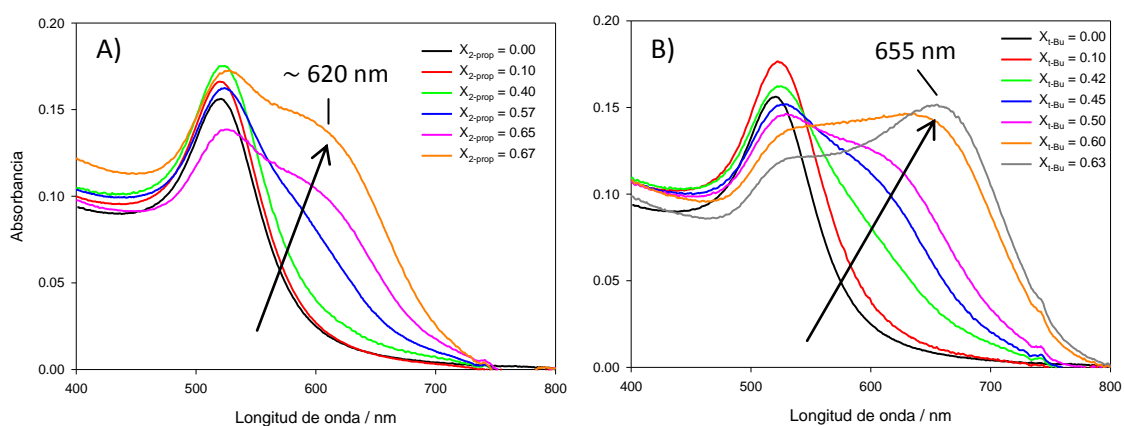 A)
X2-prop = 0.00
X2-prop = 0.10
X2-prop = 0.40
X2-prop = 0.57
X2-prop = 0.65
X2-prop = 0.67
~ 620 nm
0.20
0.15
0.10
0.05
0.00
Absorbancia
400 500 600 700 800
Longitud de onda / nm
B)
655 nm
Xt-Bu = 0.00
Xt-Bu = 0.10
Xt-Bu = 0.42
Xt-Bu = 0.45
Xt-Bu = 0.50
Xt-Bu = 0.60
Xt-Bu = 0.63
0.20
0.15
0.10
0.05
0.00
400 500 600 700 800
Longitud de onda / nm